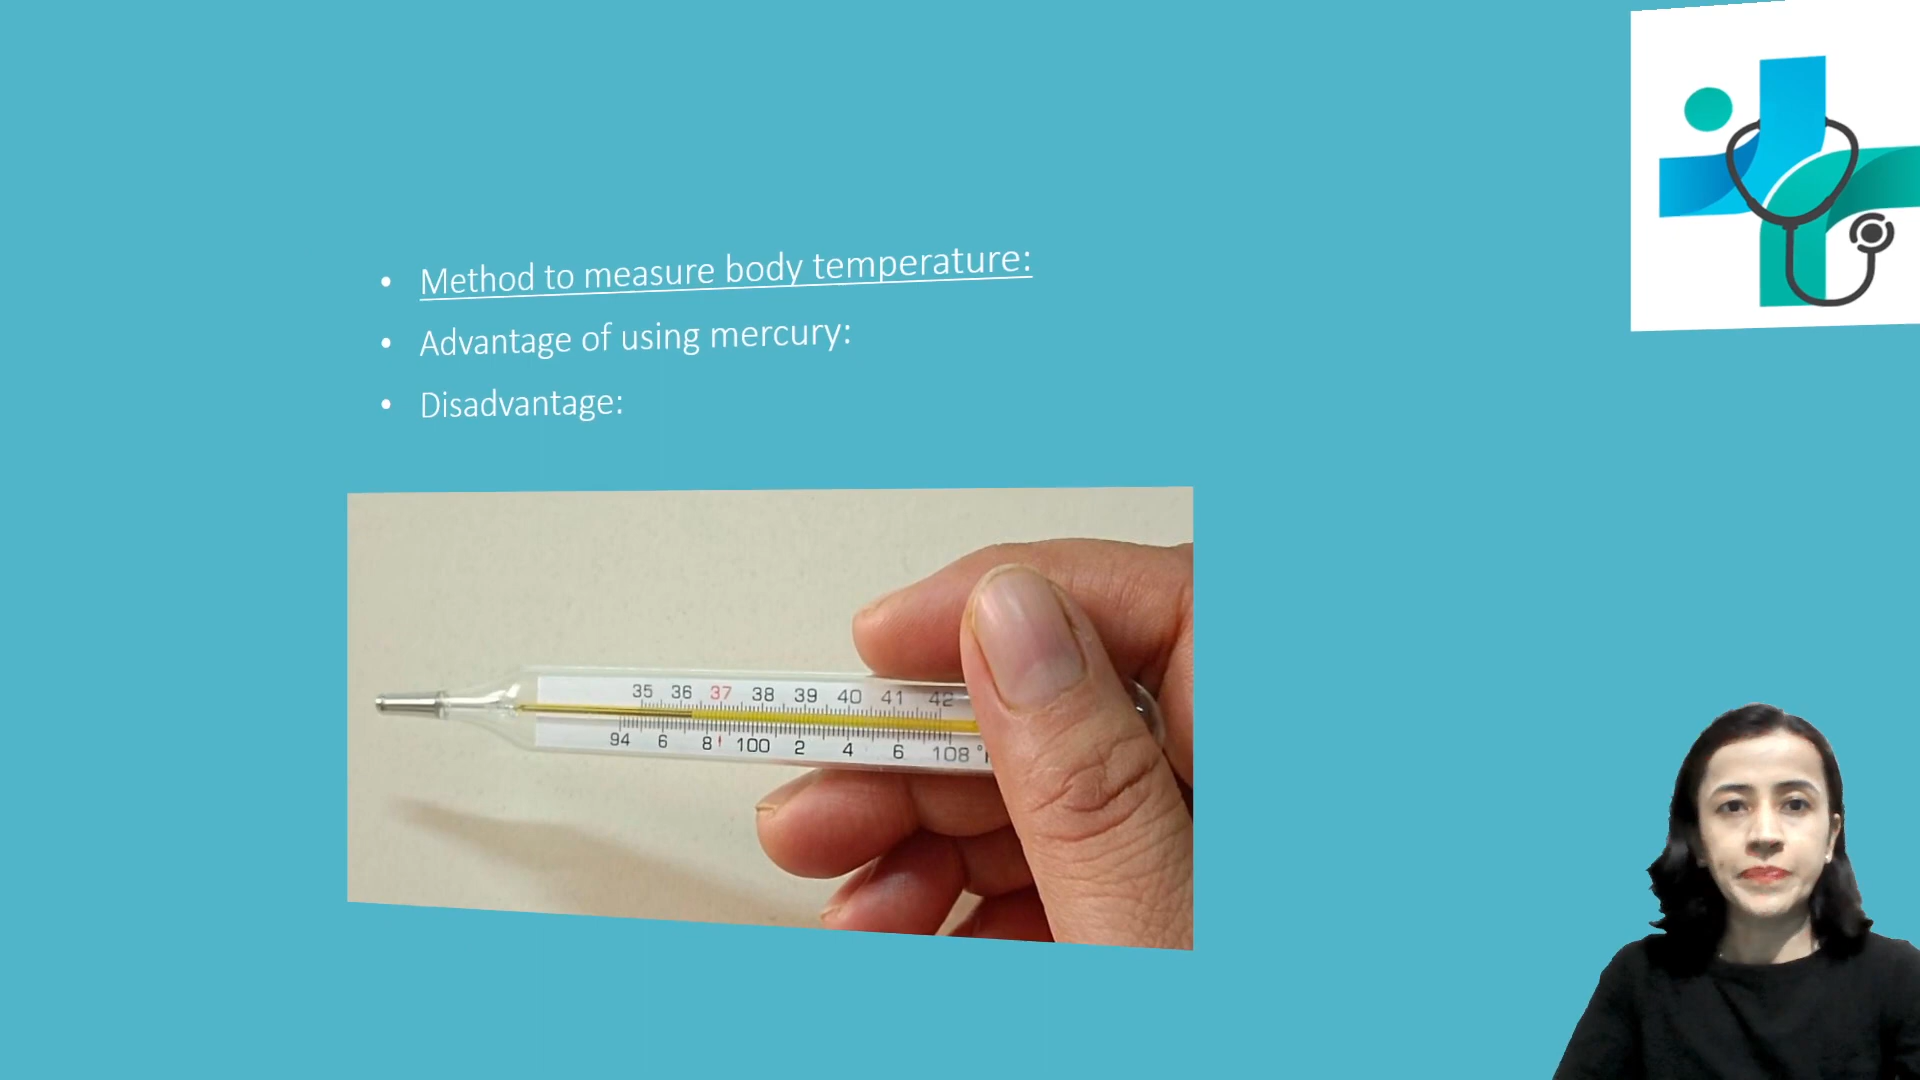 • Method to measure body temperature:
• Advantage of using mercury:
• Disadvantage:
35 36 37 38 39 40 41 42
94 6 8 100 2 4 6 108 °